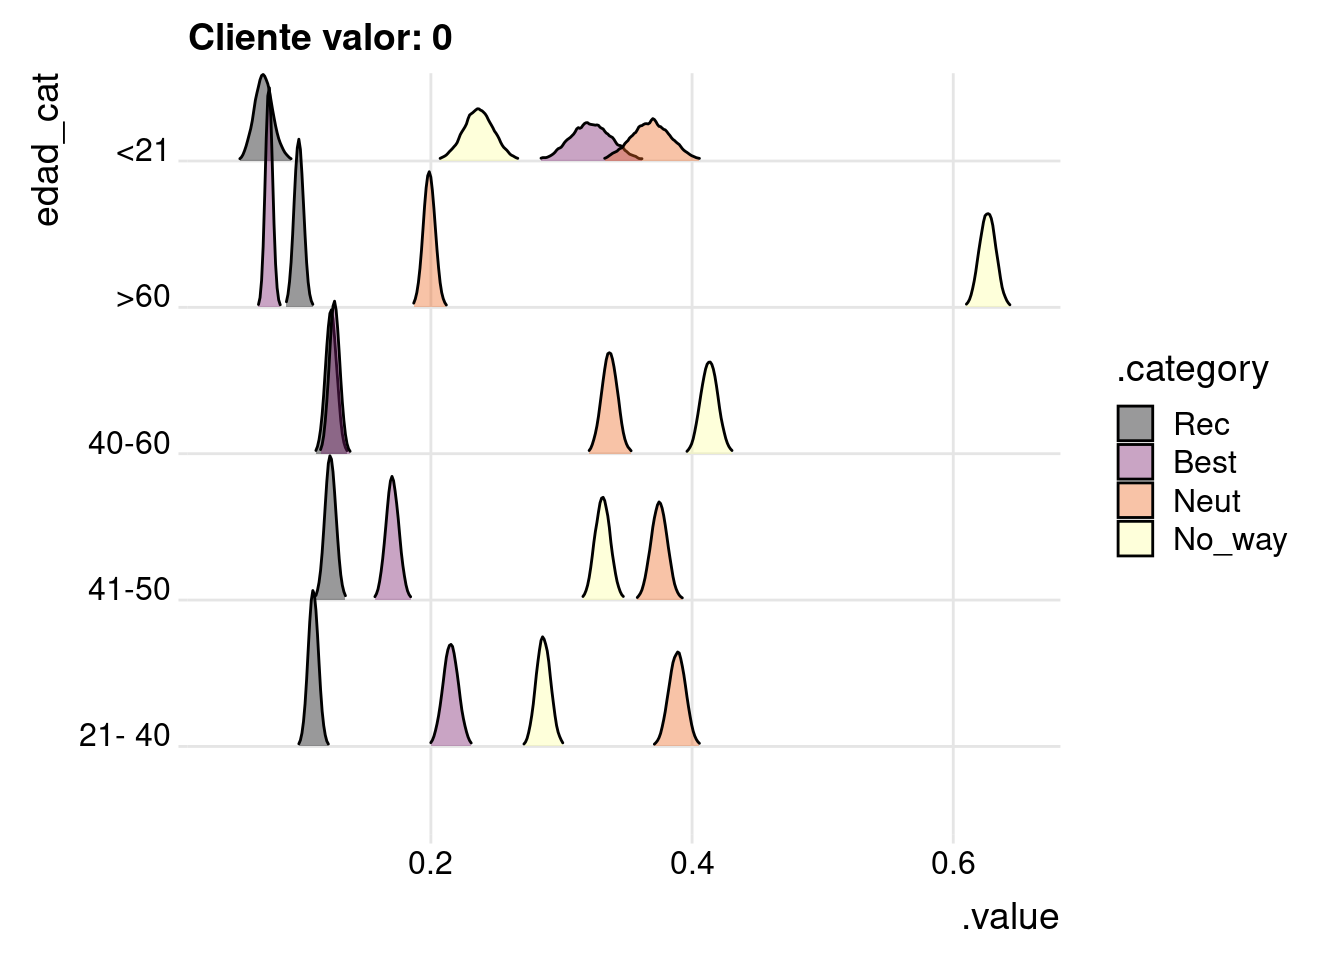 Cliente valor: 0
edad_cat
<21
>60
40-60
41-50
21- 40
0.2
0.4
0.6
.value
.category
Rec
Best
Neut
No_way